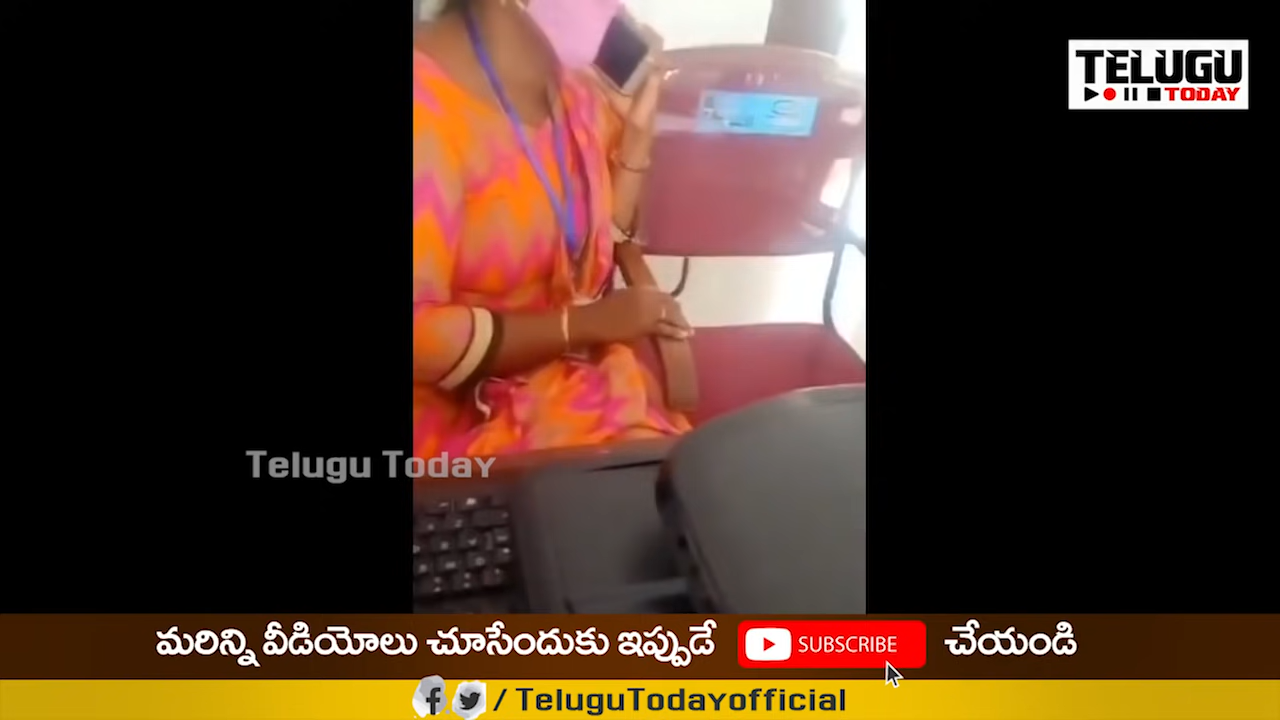 TELUGU
TODAY
Telugu Today
మరిన్ని వీడియోలు చూసేందుకు ఇప్పుడే SUBSCRIBE చేయండి
/ TeluguTodayofficial